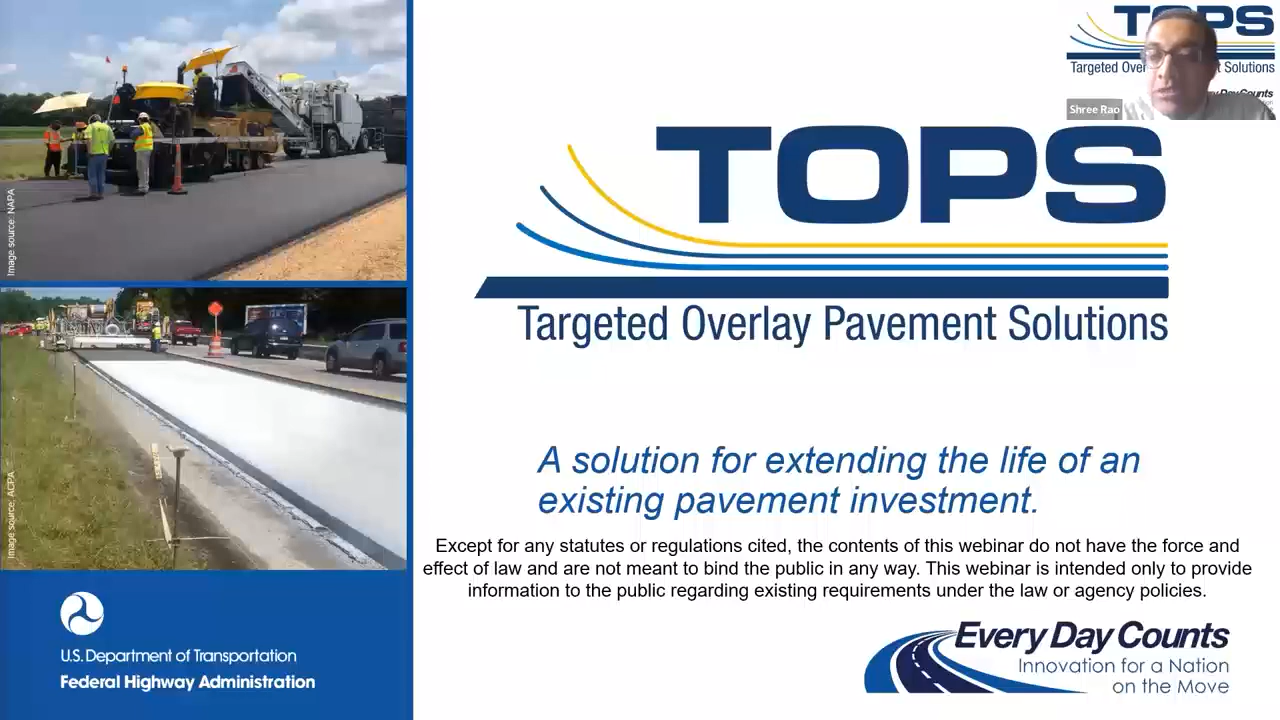 TOPS
Targeted Over t Solutions
Shree Rao
TOPS
Targeted Overlay Pavement Solutions
A solution for extending the life of an
existing pavement investment.
Except for any statutes or regulations cited, the contents of this webinar do not have the force and
effect of law and are not meant to bind the public in any way. This webinar is intended only to provide
information to the public regarding existing requirements under the law or agency policies.
Every Day Counts
Innovation for a Nation
on the Move
Image source: NAPA
Image source: ACPA
U.S. Department of Transportation
Federal Highway Administration